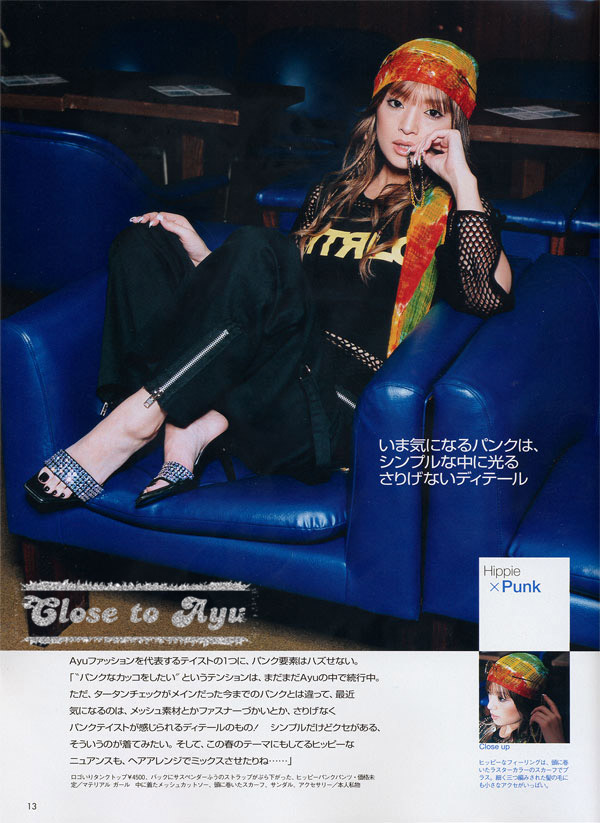 いま気になるパンクは、
シンプルな中に光る
さりげないディテール
Hippie
×Punk
Close to Ayu
Ayuファッションを代表するテイストの1つに、パンク要素はハズせない。
「“パンクなカッコをしたい”というテンションは、まだまだAyuの中で続行中。
ただ、タータンチェックがメインだった今までのパンクとは違って、最近
気になるのは、メッシュ素材とかファスナーづかいとか、さりげなく
パンクテイストが感じられるディテールのもの! シンプルだけどクセがある、
そういうのが着てみたい。そして、この春のテーマにもしてるヒッピーな
ニュアンスも、ヘアアレンジでミックスさせたりね……」
ロゴいりタンクトップ¥4500、バックにサスペンダーふうのストラップがぶら下がった、ヒッピーパンクパンツ・価格未
定/マテリアル ガール 中に着たメッシュカットソー、頭に巻いたスカーフ、サンダル、アクセサリー/本人私物
Close up
ヒッピーなフィーリングは、頭に巻
いたラスターカラーのスカーフでプ
ラス。細く三つ編みされた髪の毛に
も小さなアクセがいっぱい。
13